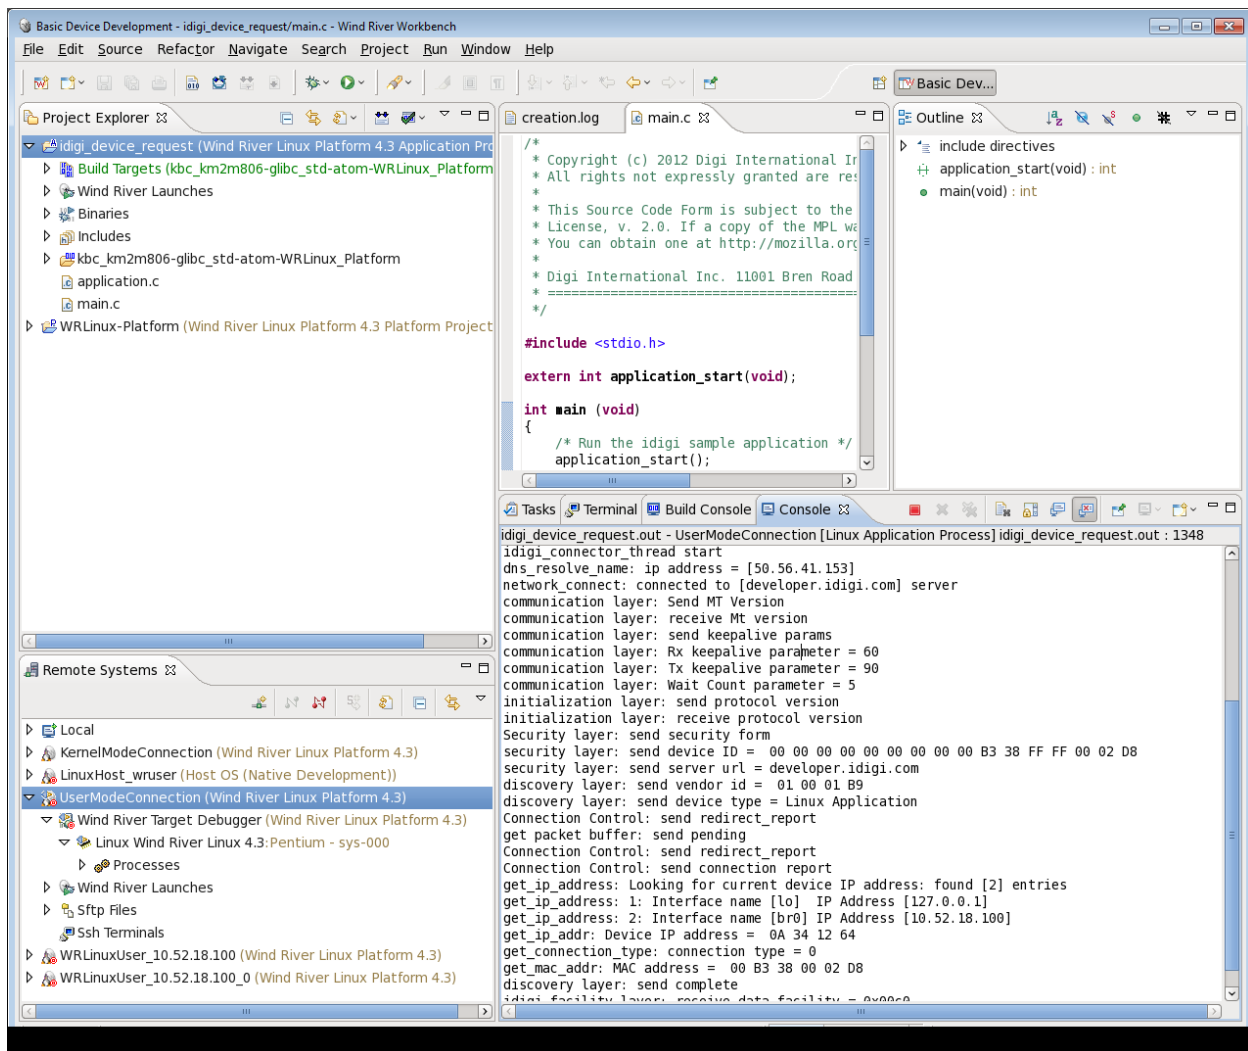 Basic Device Development - idigi_device_request/main.c - Wind River Workbench
File Edit Source Refactor Navigate Search Project Run Window Help
Basic Dev...
Project Explorer
idigi_device_request (Wind River Linux Platform 4.3 Application Pro
Build Targets (kbc_km2m806-glibc_std-atom-WRLinux_Platform
Wind River Launches
Binaries
Includes
kbc_km2m806-glibc_std-atom-WRLinux_Platform
application.c
main.c
WRLinux-Platform (Wind River Linux Platform 4.3 Platform Project
creation.log main.c
/*
* Copyright (c) 2012 Digi International In
* All rights not expressly granted are res
*
* This Source Code Form is subject to the
* License, v. 2.0. If a copy of the MPL wa
* You can obtain one at http://mozilla.org
*
* Digi International Inc. 11001 Bren Road
* ===========================================
*/
#include <stdio.h>
extern int application_start(void);
int main (void)
{
/* Run the idigi sample application */
application_start();
Outline
include directives
application_start(void) : int
main(void) : int
Remote Systems
Local
KernelModeConnection (Wind River Linux Platform 4.3)
LinuxHost_wruser (Host OS (Native Development))
UserModeConnection (Wind River Linux Platform 4.3)
Wind River Target Debugger (Wind River Linux Platform 4.3)
Linux Wind River Linux 4.3:Pentium - sys-000
Processes
Wind River Launches
Sftp Files
Ssh Terminals
WRLinuxUser_10.52.18.100 (Wind River Linux Platform 4.3)
WRLinuxUser_10.52.18.100_0 (Wind River Linux Platform 4.3)
Tasks Terminal Build Console Console
idigi_device_request.out - UserModeConnection [Linux Application Process] idigi_device_request.out : 1348
idigi_connector_thread start
dns_resolve_name: ip address = [50.56.41.153]
network_connect: connected to [developer.idigi.com] server
communication layer: Send MT Version
communication layer: receive Mt version
communication layer: send keepalive params
communication layer: Rx keepalive parameter = 60
communication layer: Tx keepalive parameter = 90
communication layer: Wait Count parameter = 5
initialization layer: send protocol version
initialization layer: receive protocol version
Security layer: send security form
security layer: send device ID =  00 00 00 00 00 00 00 00 00 B3 38 FF FF 00 02 D8
security layer: send server url = developer.idigi.com
discovery layer: send vendor id =  01 00 01 B9
discovery layer: send device type = Linux Application
Connection Control: send redirect_report
get packet buffer: send pending
Connection Control: send redirect_report
Connection Control: send connection report
get_ip_address: Looking for current device IP address: found [2] entries
get_ip_address: 1: Interface name [lo]  IP Address [127.0.0.1]
get_ip_address: 2: Interface name [br0] IP Address [10.52.18.100]
get_ip_addr: Device IP address =  0A 34 12 64
get_connection_type: connection type = 0
get_mac_addr: MAC address =  00 B3 38 00 02 D8
discovery layer: send complete
idigi_facility_layer: receive data facility = 0x00c0